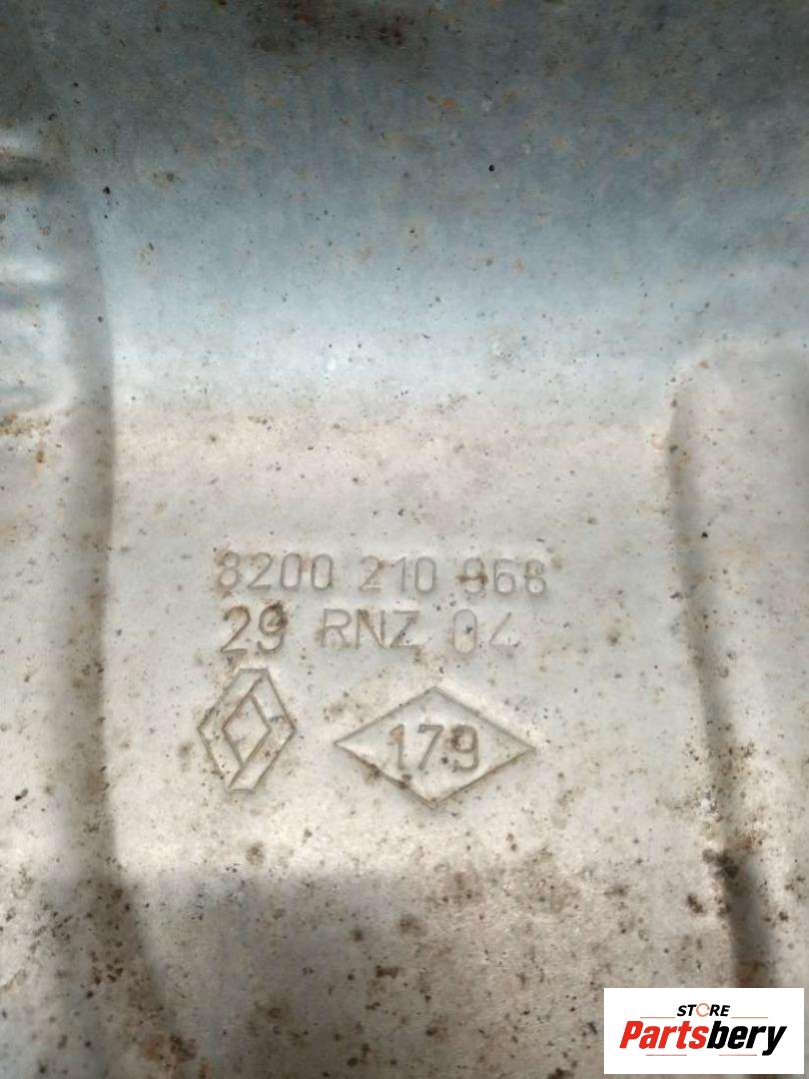 8200 210 968
29 RNZ 04
179
STORE
Partsbery